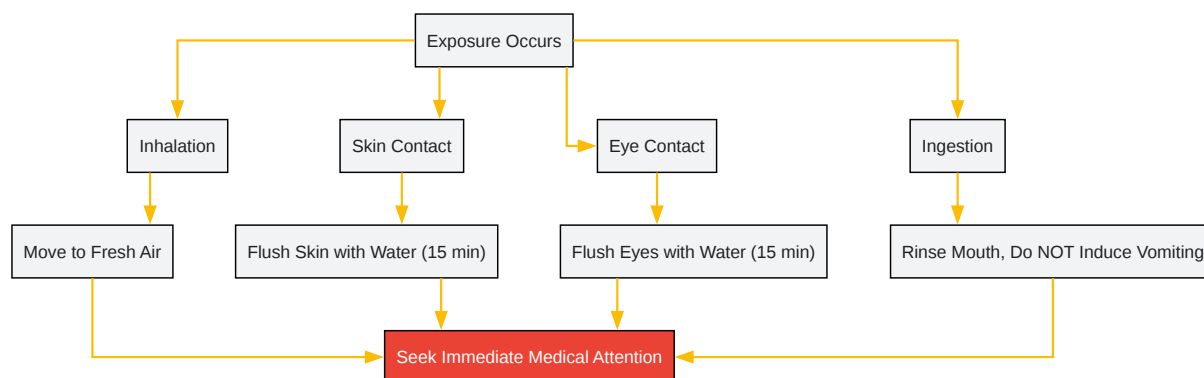 Exposure Occurs
Inhalation
Skin Contact
Eye Contact
Ingestion
Move to Fresh Air
Flush Skin with Water (15 min)
Flush Eyes with Water (15 min)
Rinse Mouth, Do NOT Induce Vomiting
Seek Immediate Medical Attention